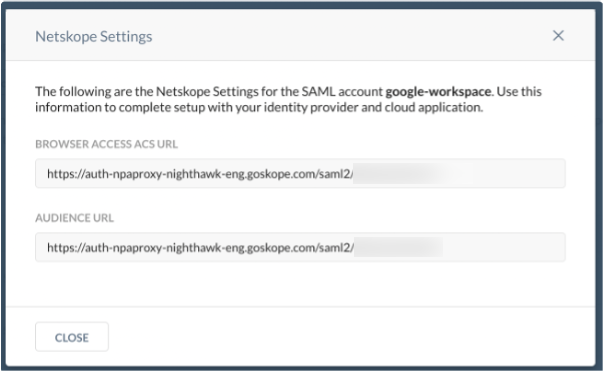 Netskope Settings
The following are the Netskope Settings for the SAML account google-workspace. Use this
information to complete setup with your identity provider and cloud application.
BROWSER ACCESS ACS URL
https://auth-npaproxy-nighthawk-eng.goskope.com/saml2/
AUDIENCE URL
https://auth-npaproxy-nighthawk-eng.goskope.com/saml2/
CLOSE